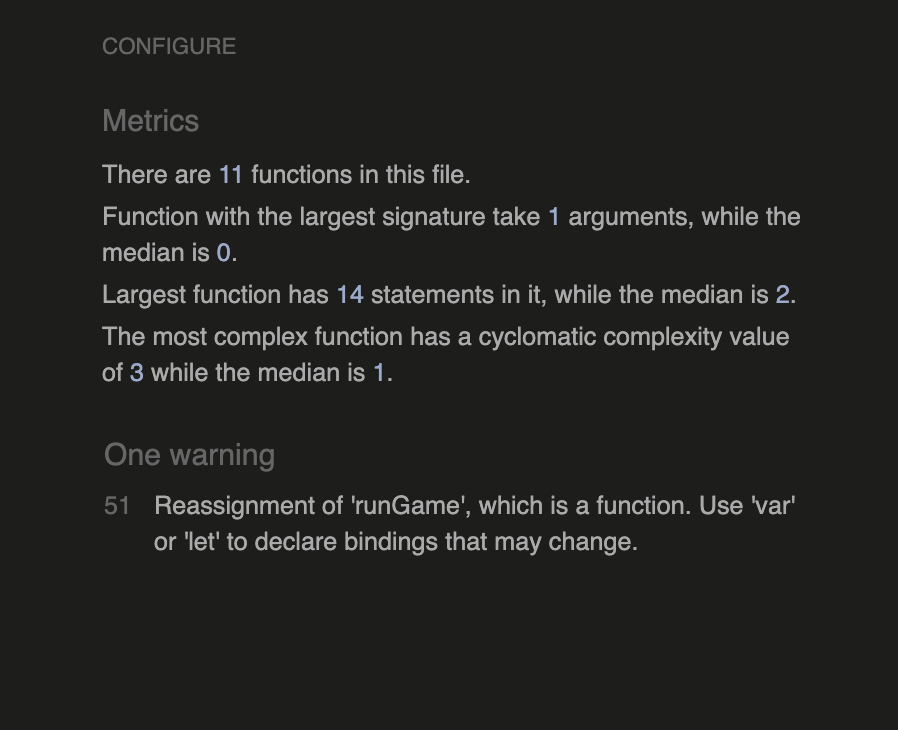 CONFIGURE
Metrics
There are 11 functions in this file.
Function with the largest signature take 1 arguments, while the
median is 0.
Largest function has 14 statements in it, while the median is 2.
The most complex function has a cyclomatic complexity value
of 3 while the median is 1.
One warning
51 Reassignment of 'runGame', which is a function. Use 'var'
or 'let' to declare bindings that may change.